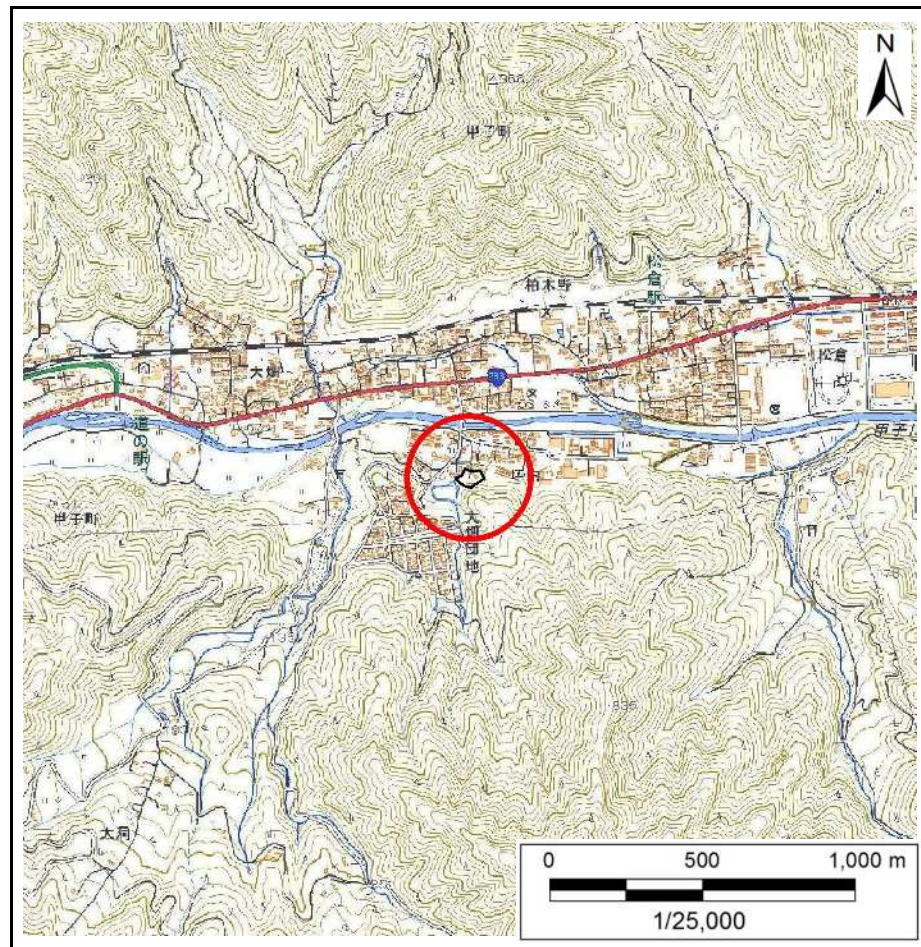 N
甲子町
柏木野
松倉駅
大畑
283
松倉
道の駅
甲子川
甲子町
大畑団地
大洞
0 500 1,000 m
1/25,000